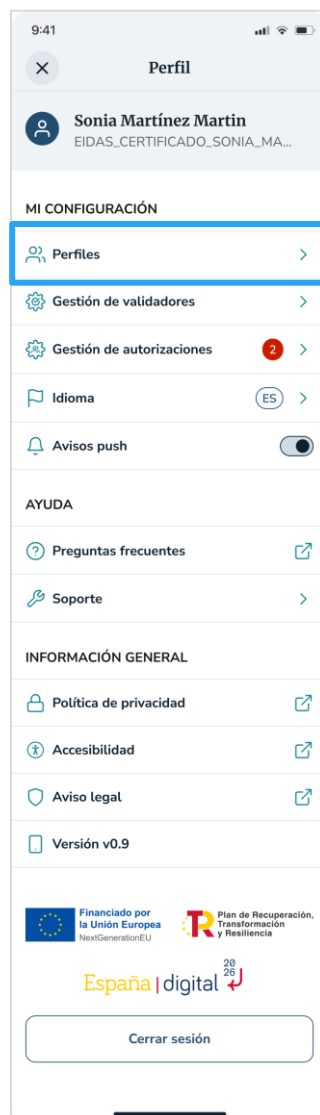 9:41
Perfil
Sonia Martínez Martin
EIDAS_CERTIFICADO_SONIA_MA...
MI CONFIGURACIÓN
Perfiles
Gestión de validadores
Gestión de autorizaciones 2
Idioma ES
Avisos push
AYUDA
Preguntas frecuentes
Soporte
INFORMACIÓN GENERAL
Política de privacidad
Accesibilidad
Aviso legal
Versión v0.9
Financiado por
la Unión Europea
NextGenerationEU
Plan de Recuperación,
Transformación
y Resiliencia
España | digital 2026
Cerrar sesión